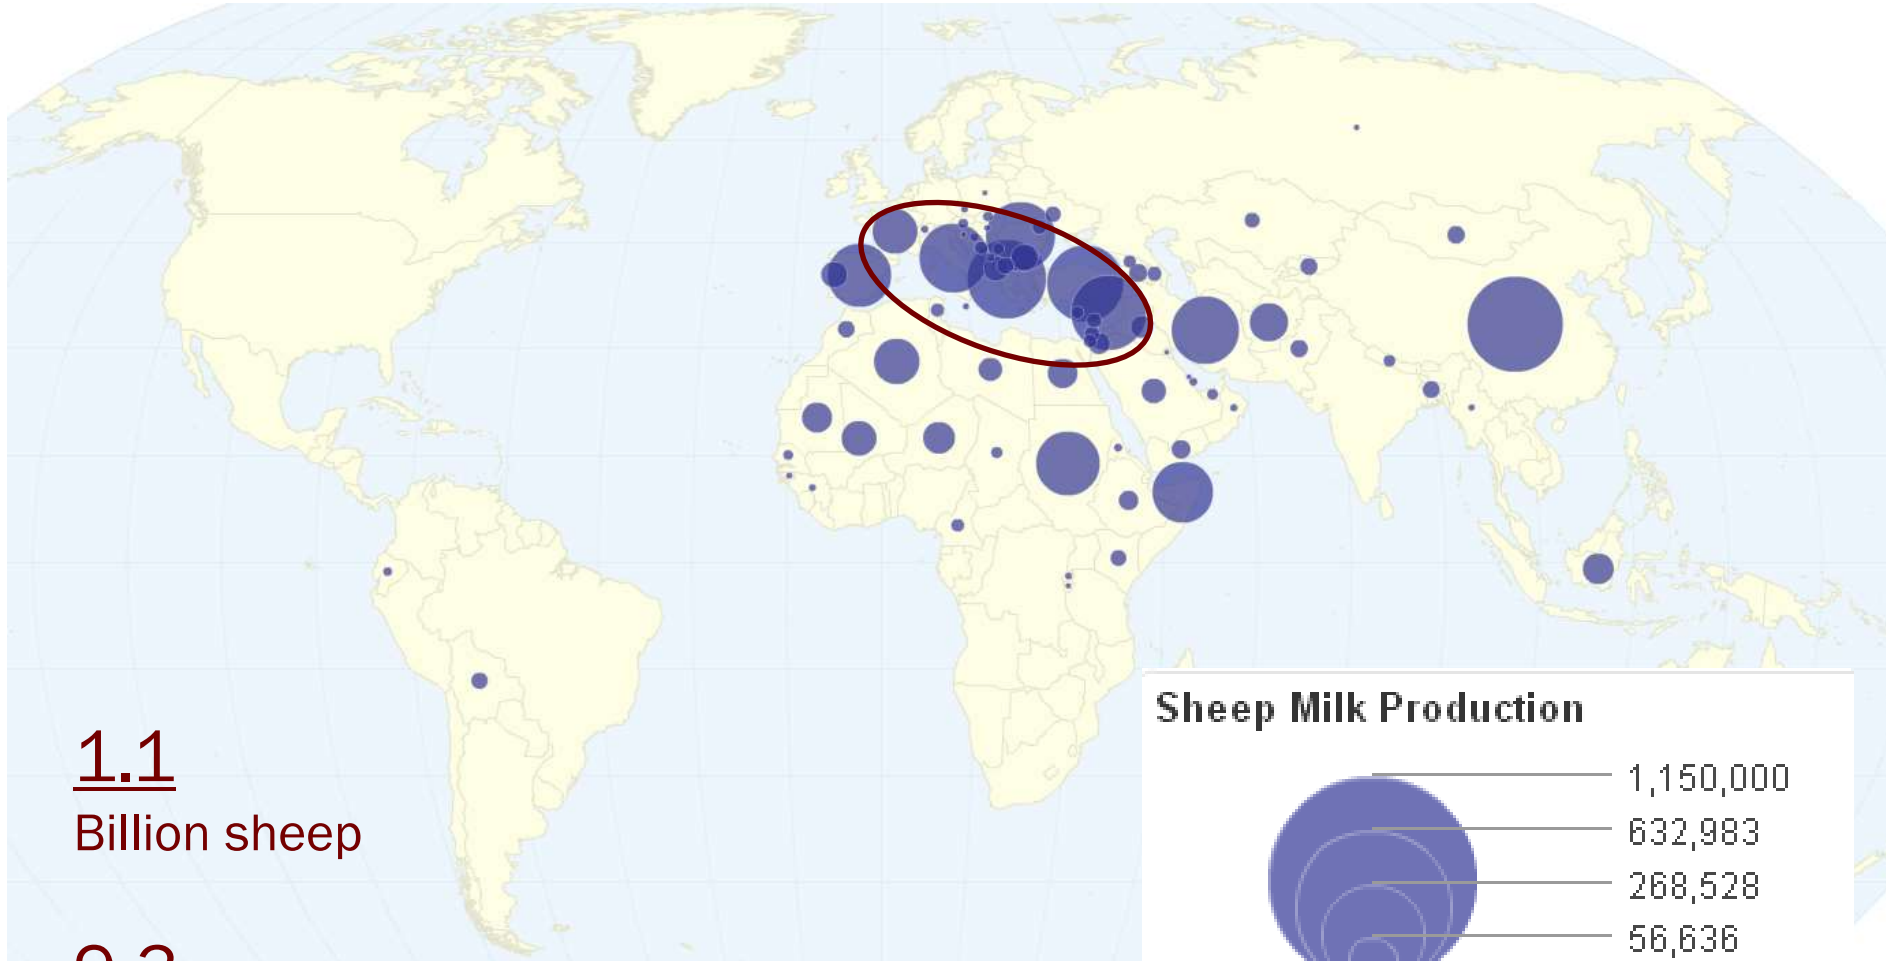 1.1
Billion sheep
Sheep Milk Production
1,150,000
632,983
268,528
56,636